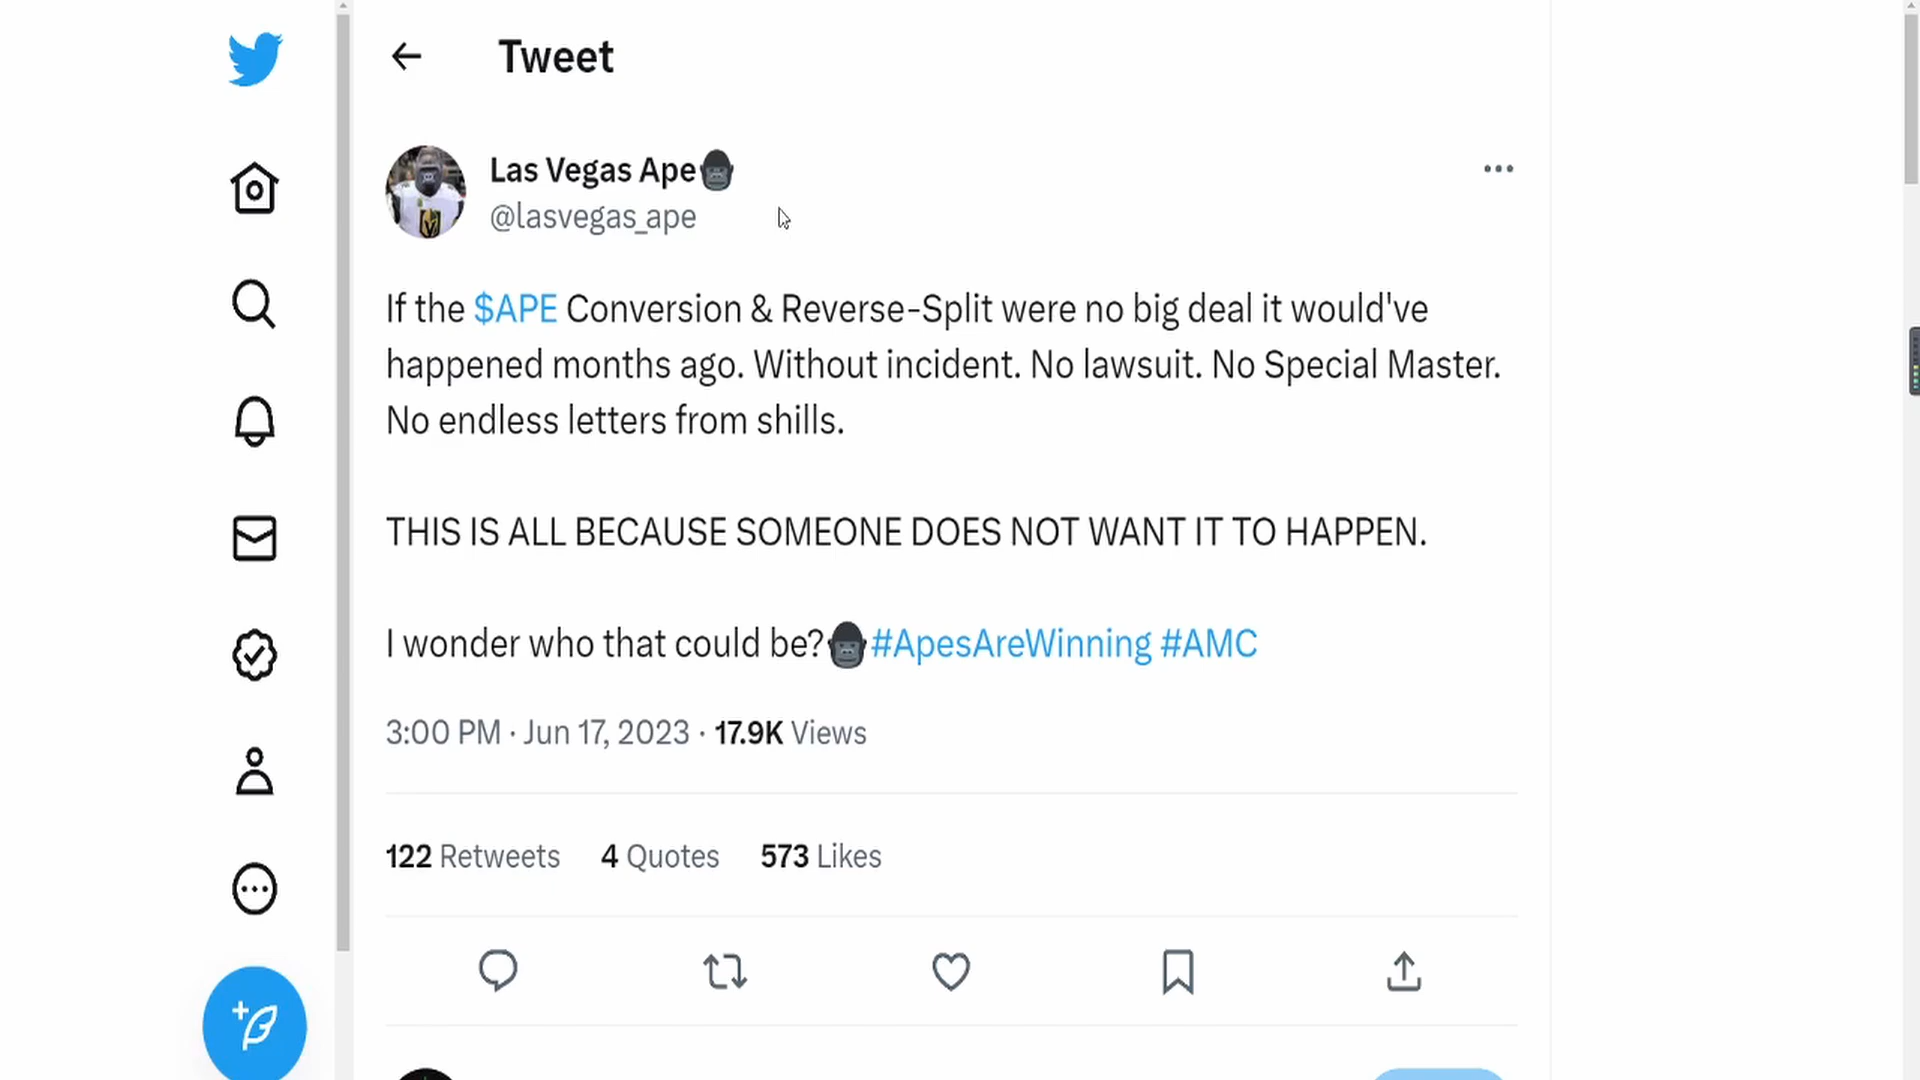 Tweet
Las Vegas Ape🦍
@lasvegas_ape
If the $APE Conversion & Reverse-Split were no big deal it would've
happened months ago. Without incident. No lawsuit. No Special Master.
No endless letters from shills.
THIS IS ALL BECAUSE SOMEONE DOES NOT WANT IT TO HAPPEN.
I wonder who that could be?🦍#ApesAreWinning #AMC
3:00 PM · Jun 17, 2023 · 17.9K Views
122 Retweets 4 Quotes 573 Likes